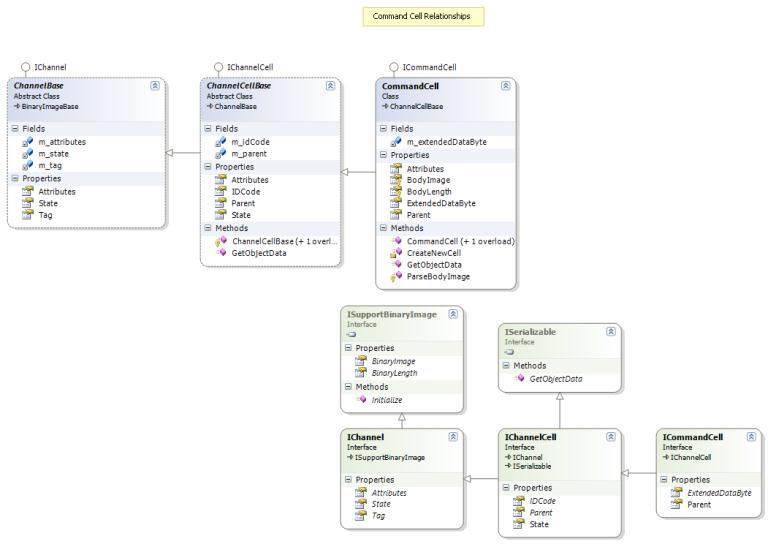 Command Cell Relationships
IChannel
ChannelBase
Abstract Class
BinaryImageBase
Fields
m_attributes
m_state
m_tag
Properties
Attributes
State
Tag
IChannelCell
ChannelCellBase
Abstract Class
ChannelBase
Fields
m_idCode
m_parent
Properties
Attributes
IDCode
Parent
State
Methods
ChannelCellBase (+ 1 overl...
GetObjectData
ICommandCell
CommandCell
Class
ChannelCellBase
Fields
m_extendedDataByte
Properties
Attributes
BodyImage
BodyLength
ExtendedDataByte
Parent
Methods
CommandCell (+ 1 overload)
CreateNewCell
GetObjectData
ParseBodyImage
ISupportBinaryImage
Interface
Properties
BinaryImage
BinaryLength
Methods
Initialize
ISerializable
Interface
Methods
GetObjectData
IChannel
Interface
ISupportBinaryImage
Properties
Attributes
State
Tag
IChannelCell
Interface
IChannel
ISerializable
Properties
IDCode
Parent
State
ICommandCell
Interface
IChannelCell
Properties
ExtendedDataByte
Parent